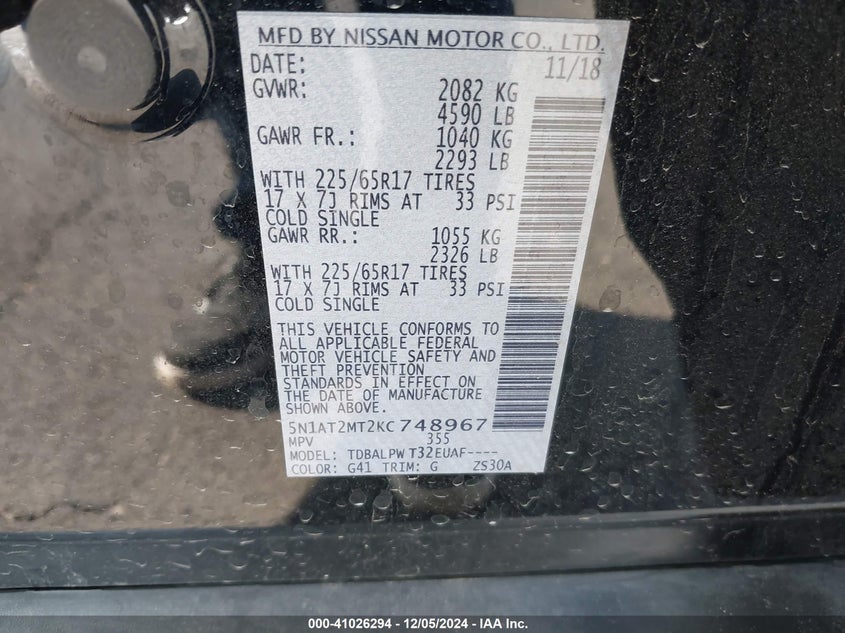 MFD BY NISSAN MOTOR CO., LTD.
DATE: 11/18
GVWR: 2082 KG
4590 LB
GAWR FR.: 1040 KG
2293 LB
WITH 225/65R17 TIRES
17 X 7J RIMS AT 33 PSI
COLD SINGLE
GAWR RR.: 1055 KG
2326 LB
WITH 225/65R17 TIRES
17 X 7J RIMS AT 33 PSI
COLD SINGLE
THIS VEHICLE CONFORMS TO
ALL APPLICABLE FEDERAL
MOTOR VEHICLE SAFETY AND
THEFT PREVENTION
STANDARDS IN EFFECT ON
THE DATE OF MANUFACTURE
SHOWN ABOVE.
5N1AT2MT2KC748967
MPV 355
MODEL: TDBALPW T32EUAF----
COLOR: G41 TRIM: G ZS30A
000-41026294 - 12/05/2024 - IAA Inc.